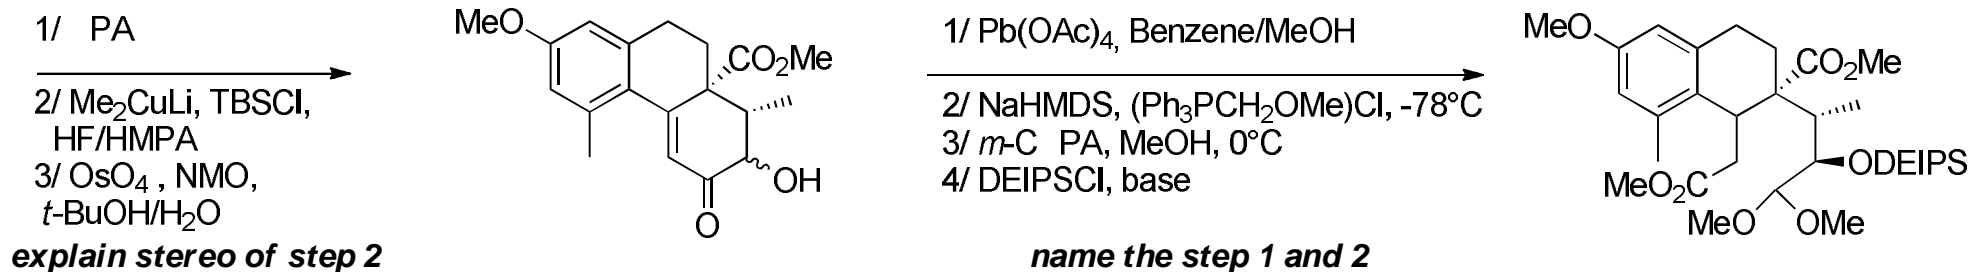 1/ PA
2/ Me2CuLi, TBSCl,
HF/HMPA
3/ OsO4 , NMO,
t-BuOH/H2O
explain stereo of step 2
MeO
CO2Me
OH
O
1/ Pb(OAc)4, Benzene/MeOH
2/ NaHMDS, (Ph3PCH2OMe)Cl, -78°C
3/ m-C PA, MeOH, 0°C
4/ DEIPSCl, base
name the step 1 and 2
MeO
CO2Me
ODEIPS
MeO2C
MeO OMe